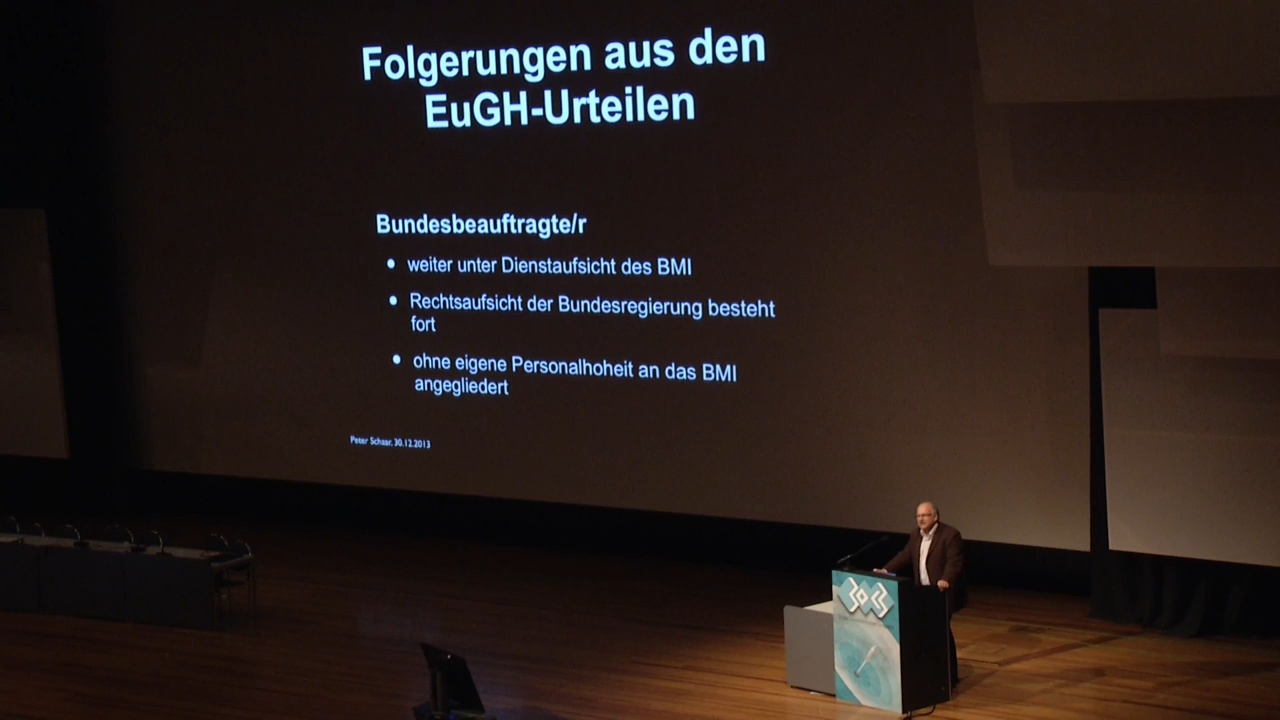 Folgerungen aus den
EuGH-Urteilen
Bundesbeauftragte/r
• weiter unter Dienstaufsicht des BMI
• Rechtsaufsicht der Bundesregierung besteht
fort
• ohne eigene Personalhoheit an das BMI
angegliedert
Peter Schaar, 30.12.2013
30C3